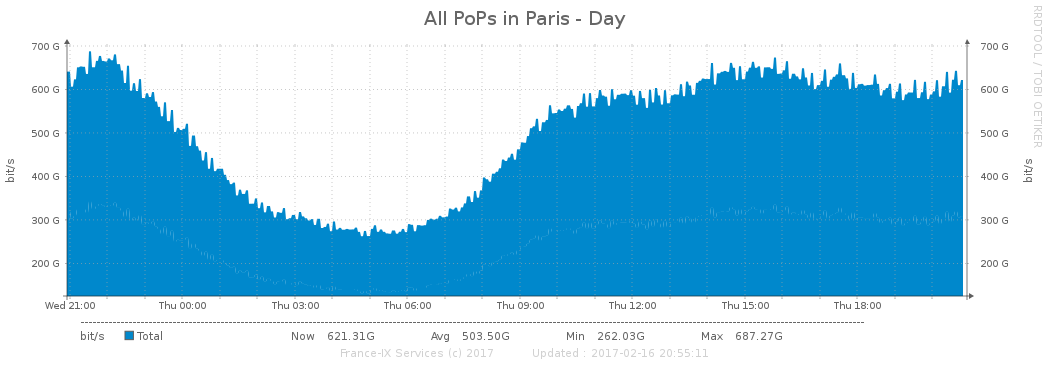 All PoPs in Paris - Day
RRDTOOL / TOBI OETIKER
700 G 700 G
600 G 600 G
500 G 500 G
400 G 400 G
300 G 300 G
200 G 200 G
bit/s bit/s
Wed 21:00 Thu 00:00 Thu 03:00 Thu 06:00 Thu 09:00 Thu 12:00 Thu 15:00 Thu 18:00
bit/s Total Now 621.31G Avg 503.50G Min 262.03G Max 687.27G
France-IX Services (c) 2017 Updated : 2017-02-16 20:55:11